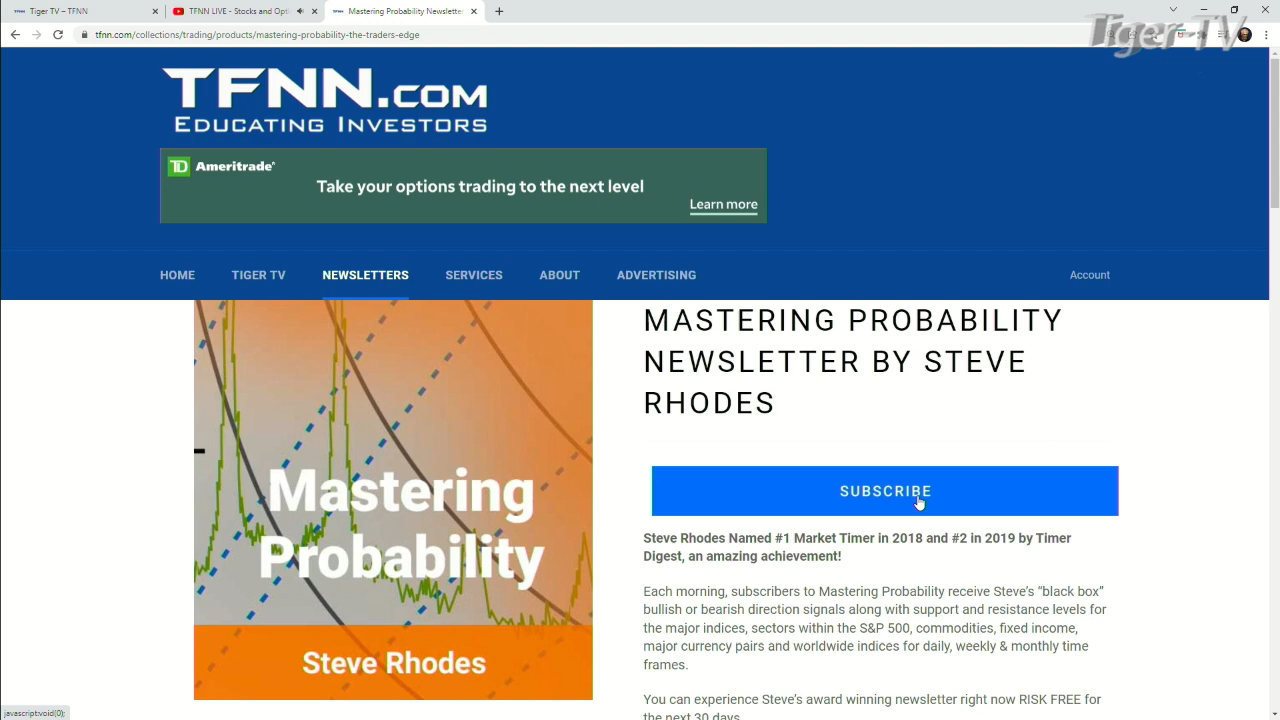 Tiger TV – TFNN
TFNN LIVE - Stocks and Opti
Mastering Probability Newsletter
tfnn.com/collections/trading/products/mastering-probability-the-traders-edge
Tiger TV
TFNN.COM
EDUCATING INVESTORS
TD Ameritrade
Take your options trading to the next level
Learn more
HOME TIGER TV NEWSLETTERS SERVICES ABOUT ADVERTISING Account
MASTERING PROBABILITY
NEWSLETTER BY STEVE
RHODES
Mastering
Probability
Steve Rhodes
SUBSCRIBE
Steve Rhodes Named #1 Market Timer in 2018 and #2 in 2019 by Timer
Digest, an amazing achievement!
Each morning, subscribers to Mastering Probability receive Steve's “black box”
bullish or bearish direction signals along with support and resistance levels for
the major indices, sectors within the S&P 500, commodities, fixed income,
major currency pairs and worldwide indices for daily, weekly & monthly time
frames.
You can experience Steve's award winning newsletter right now RISK FREE for
the next 30 days
javascript:void(0);